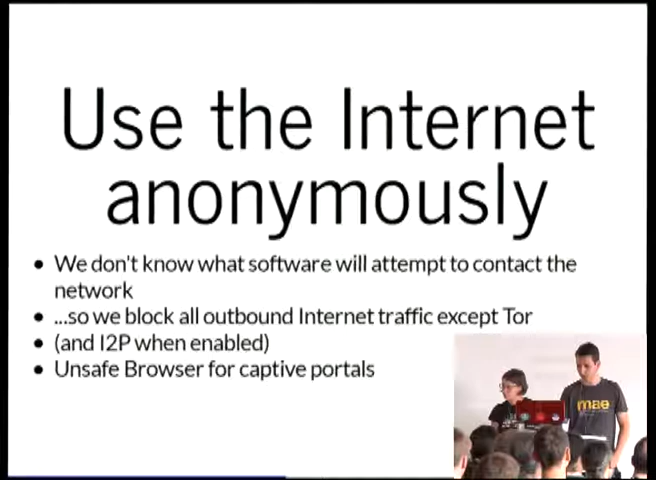 Use the Internet
anonymously
• We don't know what software will attempt to contact the
network
• ...so we block all outbound Internet traffic except Tor
• (and I2P when enabled)
• Unsafe Browser for captive portals
mae